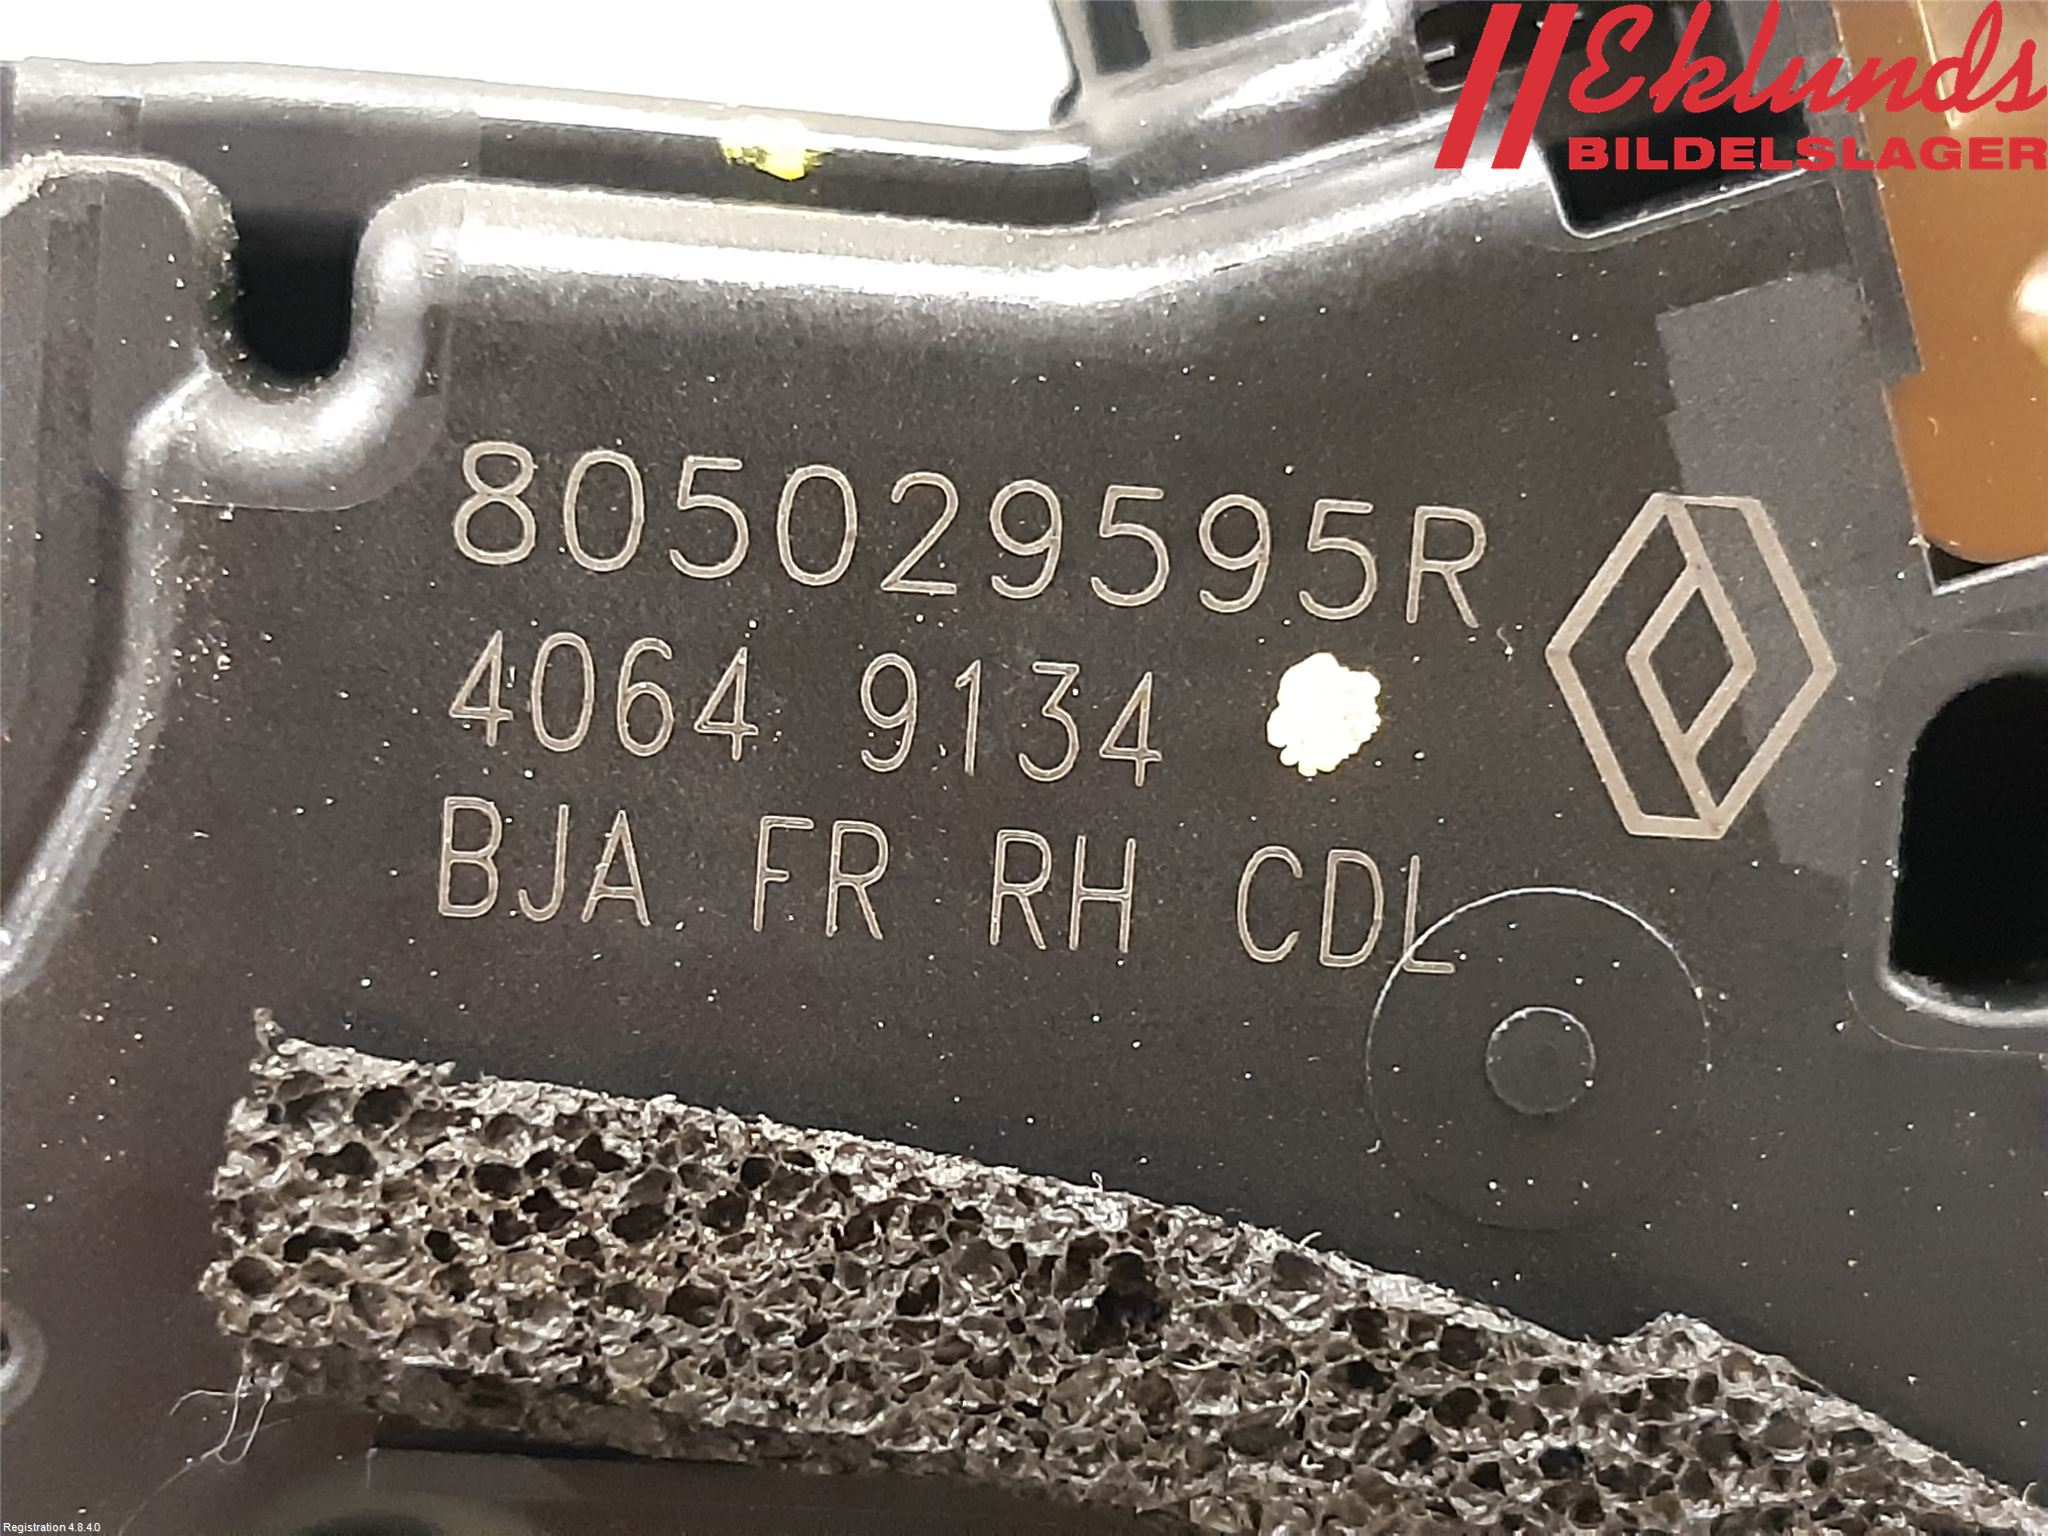 Eklunds
BILDELSLAGER
805029595R
4064 9134
BJA FR RH CDL
Registration 4.8.4.0